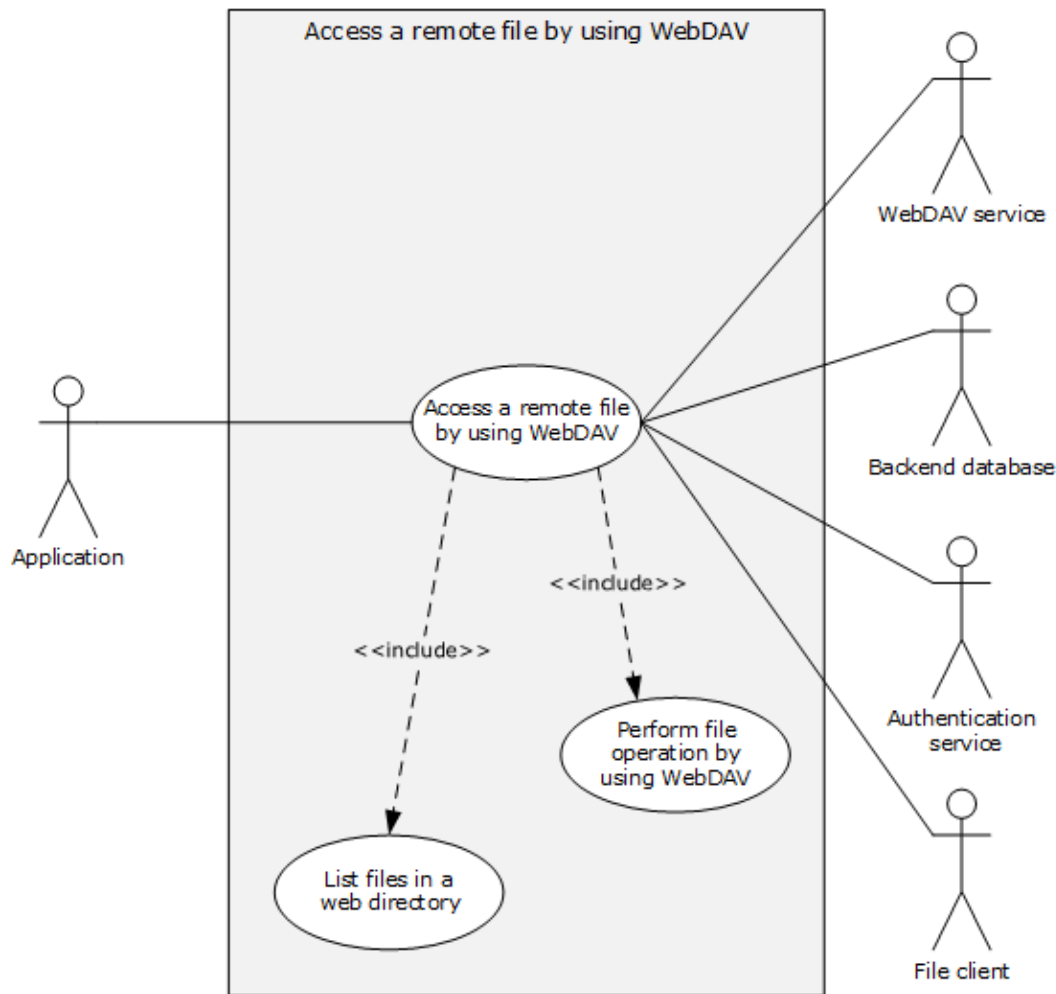 Access a remote file by using WebDAV
WebDAV service
Backend database
Access a remote file
by using WebDAV
Application
<<include>>
<<include>>
Authentication
service
Perform file
operation by
using WebDAV
List files in a
web directory
File client